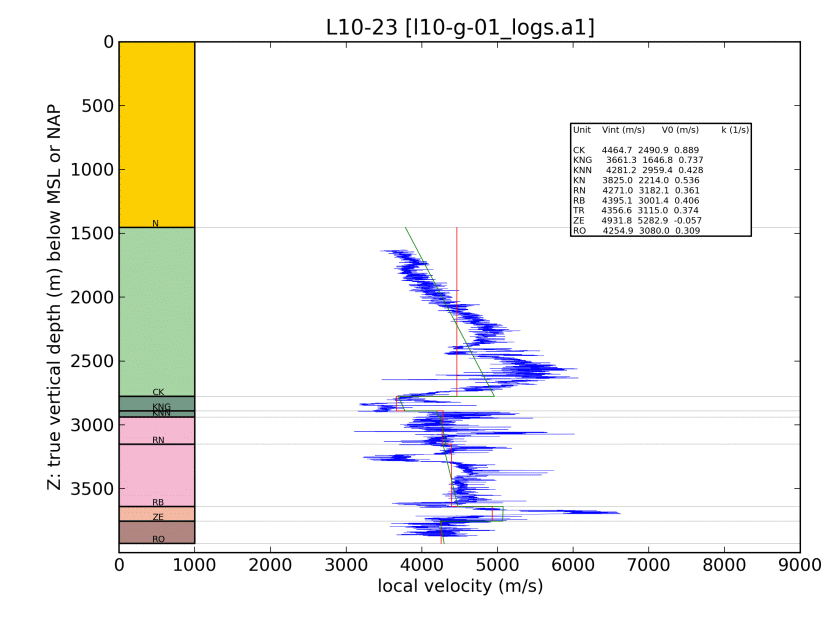 L10-23 [l10-g-01_logs.a1]
0
500
1000
1500
2000
2500
3000
3500
Z: true vertical depth (m) below MSL or NAP
N
CK
KNG
KNN
RN
RB
ZE
RO
Unit Vint (m/s) V0 (m/s) k (1/s)
CK 4464.7 2490.9 0.889
KNG 3661.3 1646.8 0.737
KNN 4281.2 2959.4 0.428
KN 3825.0 2214.0 0.536
RN 4271.0 3182.1 0.361
RB 4395.1 3001.4 0.406
TR 4356.6 3115.0 0.374
ZE 4931.8 5282.9 -0.057
RO 4254.9 3080.0 0.309
0 1000 2000 3000 4000 5000 6000 7000 8000 9000
local velocity (m/s)